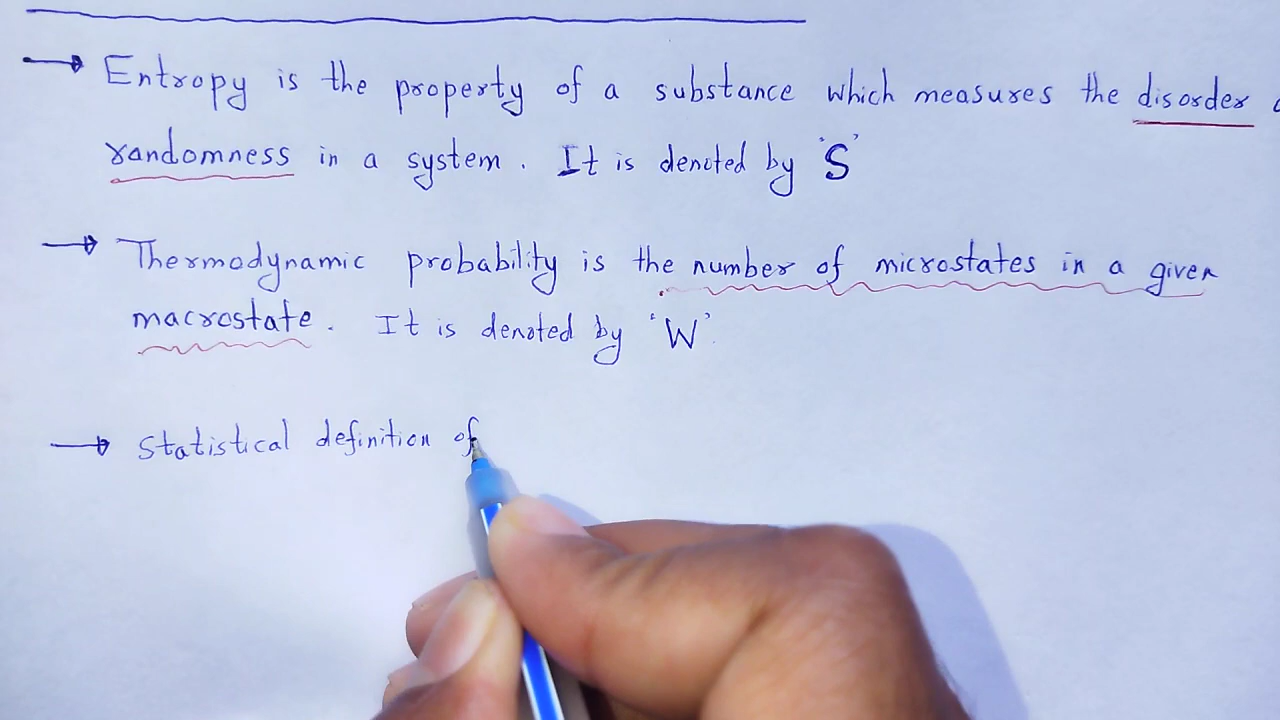 Entropy is the property of a substance which measures the disorder
randomness in a system. It is denoted by 'S'
Thermodynamic probability is the number of microstates in a given
macrostate. It is denoted by 'W'
Statistical definition of